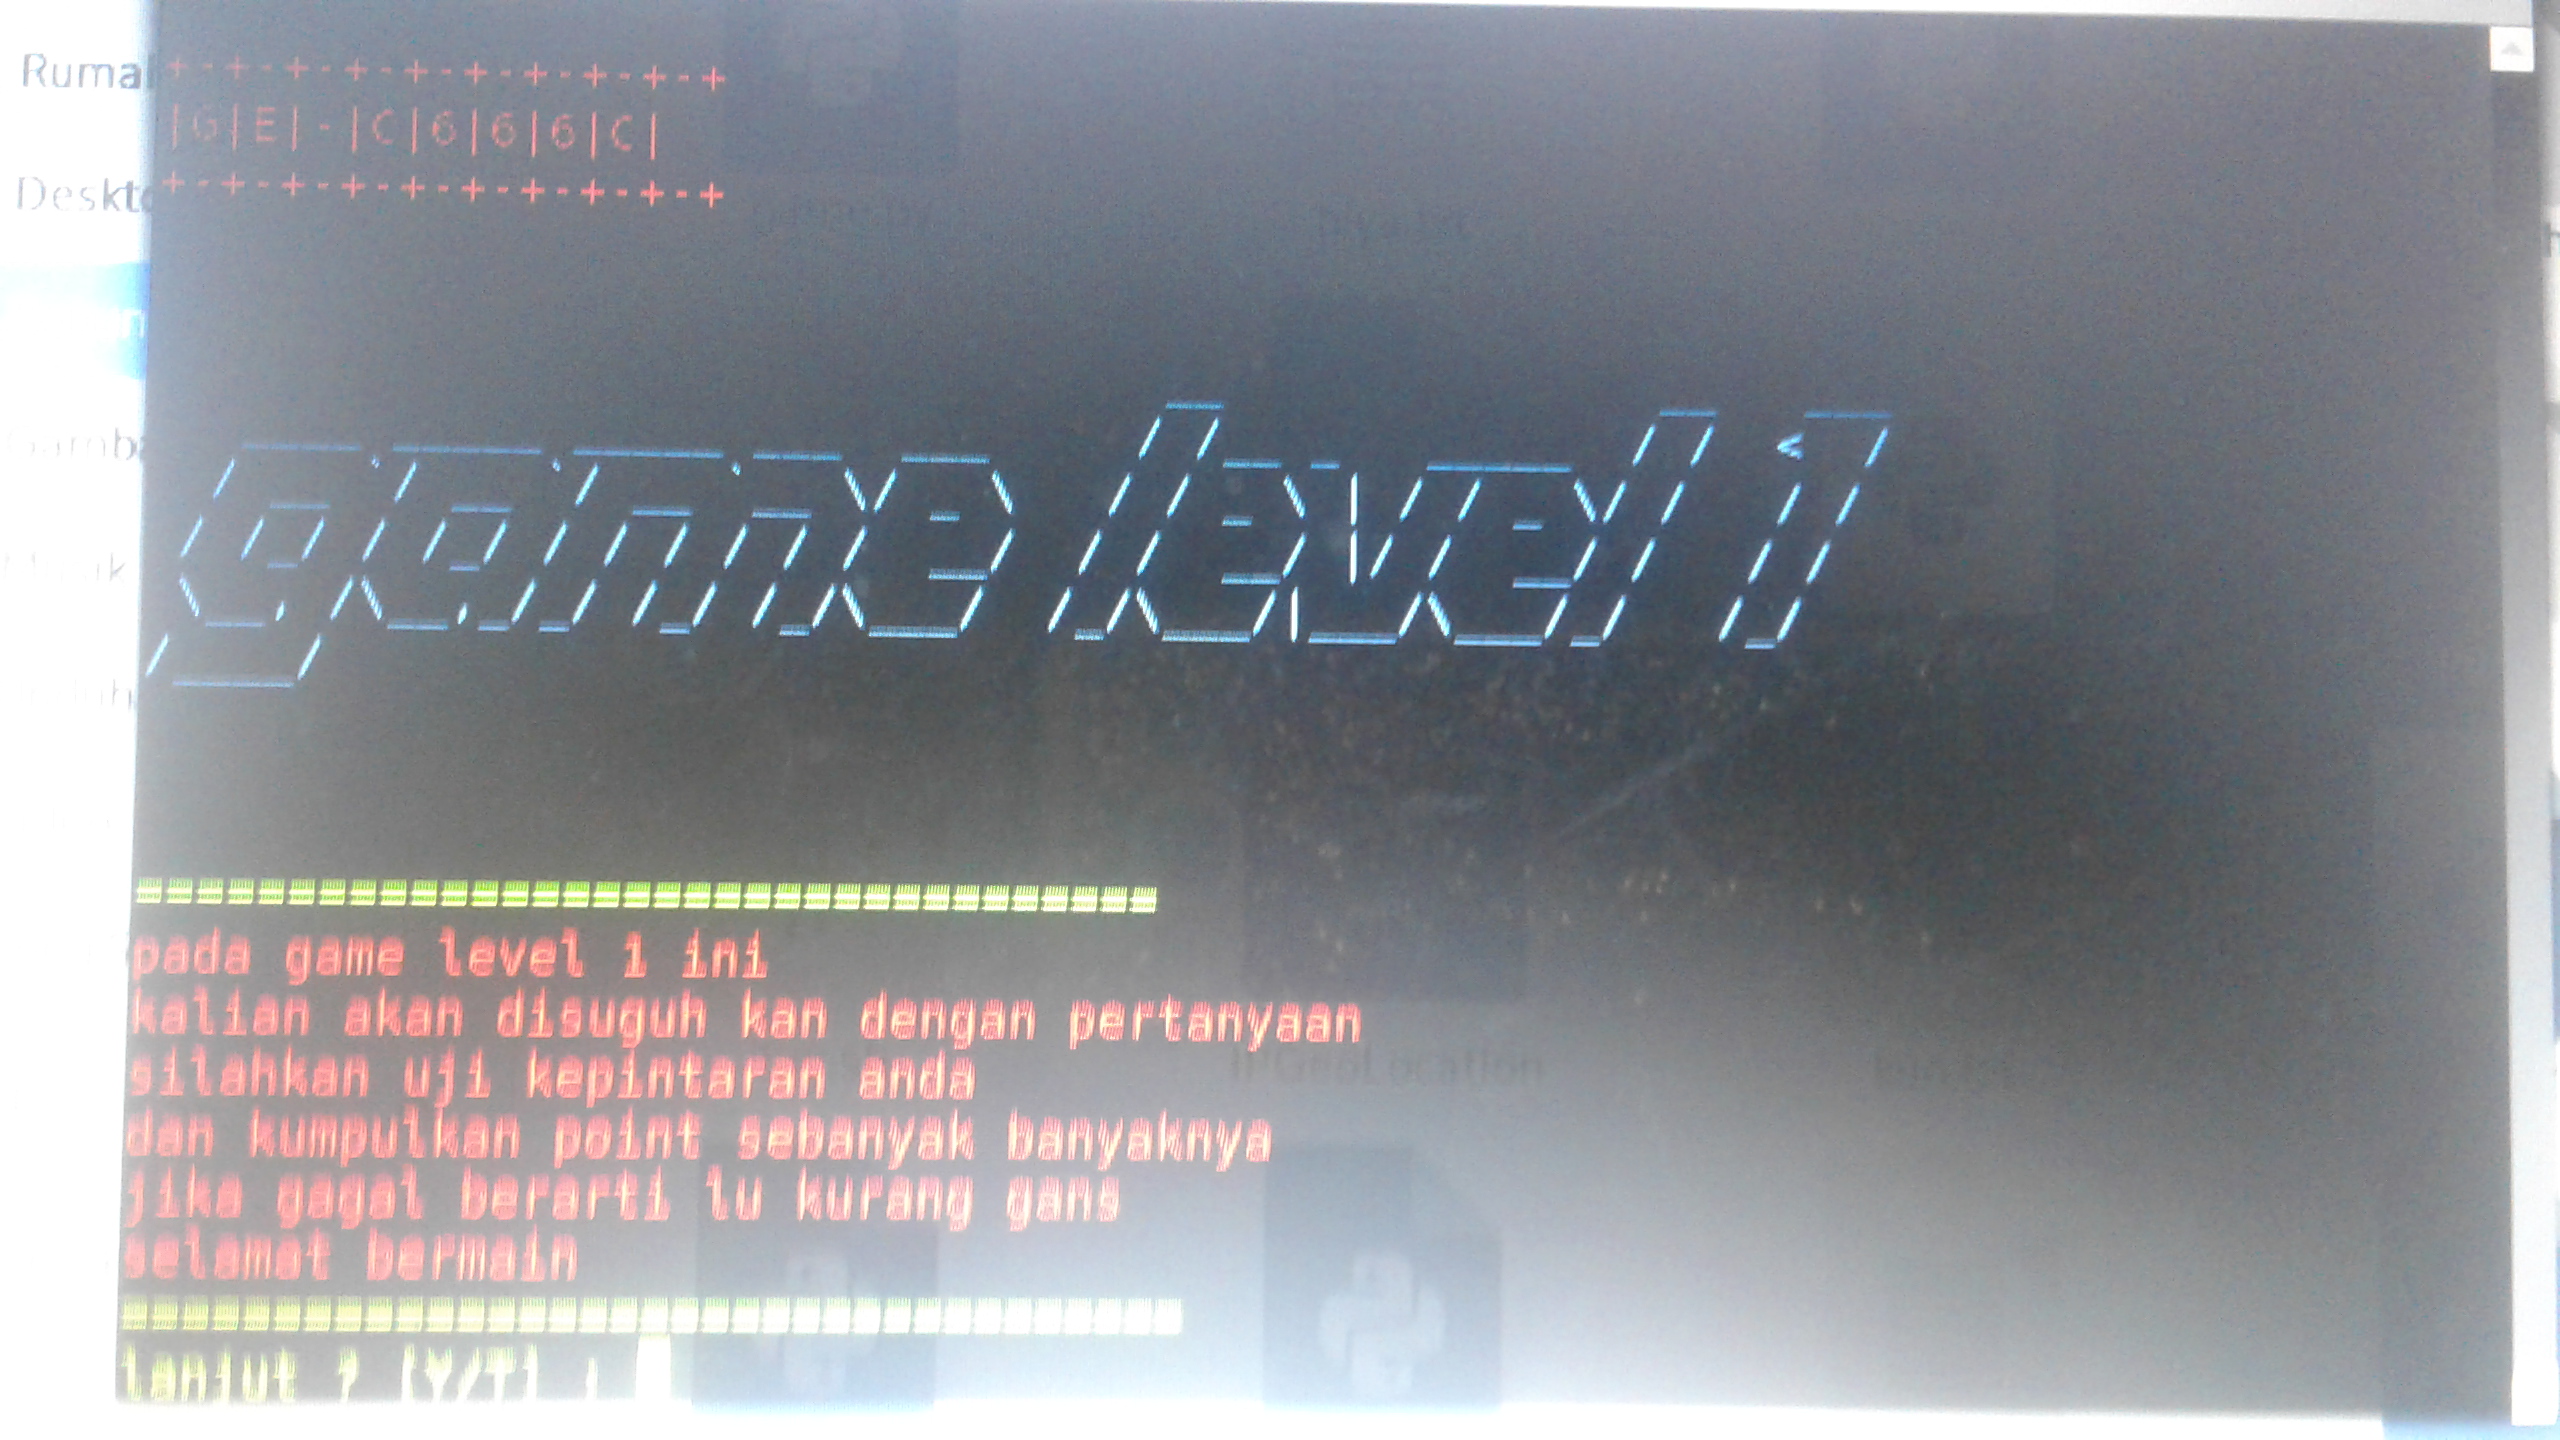 Ruma
+-+-+-+-+-+-+-+-+-+
|G|E|-|C|6|6|6|C|
Deskto
+-+-+-+-+-+-+-+-+-+
game level 1
pada game level 1 ini
kalian akan disuguh kan dengan pertanyaan
silahkan uji kepintaran anda
IPGeoLocation
dan kumpulkan point sebanyak banyaknya
jika gagal berarti lu kurang gans
selamat bermain
lanjut ? [Y/T] :